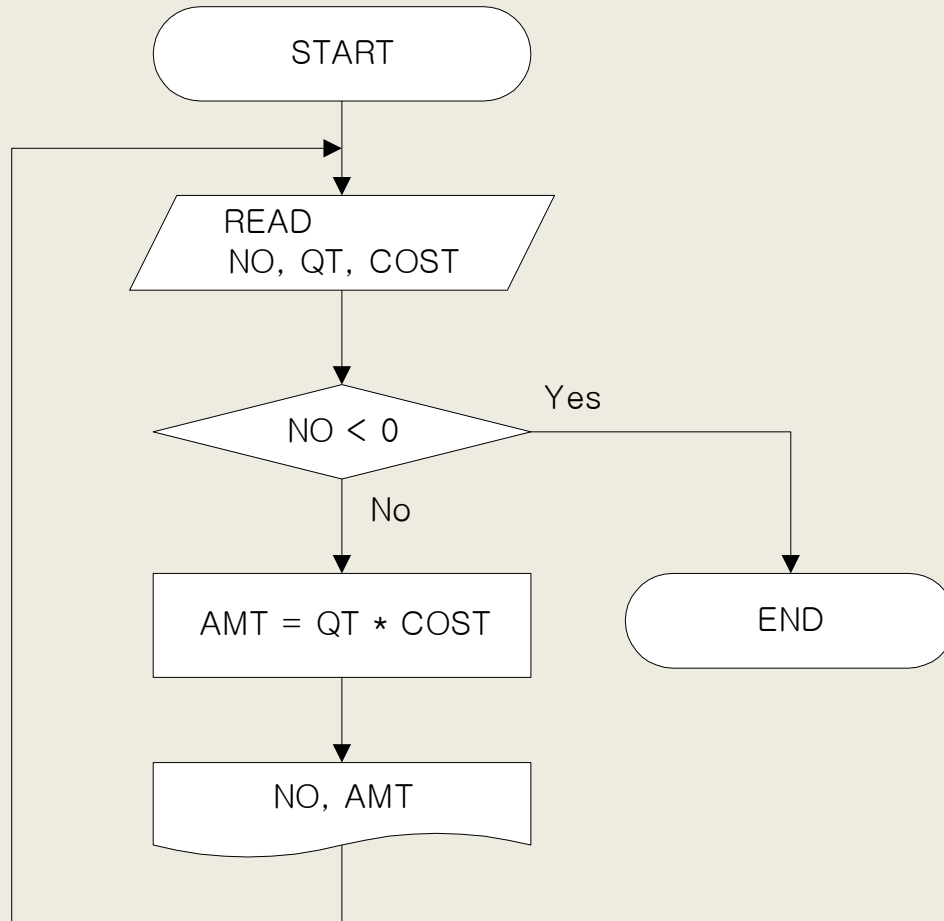 START
READ
NO, QT, COST
NO < 0
Yes
No
AMT = QT * COST
END
NO, AMT